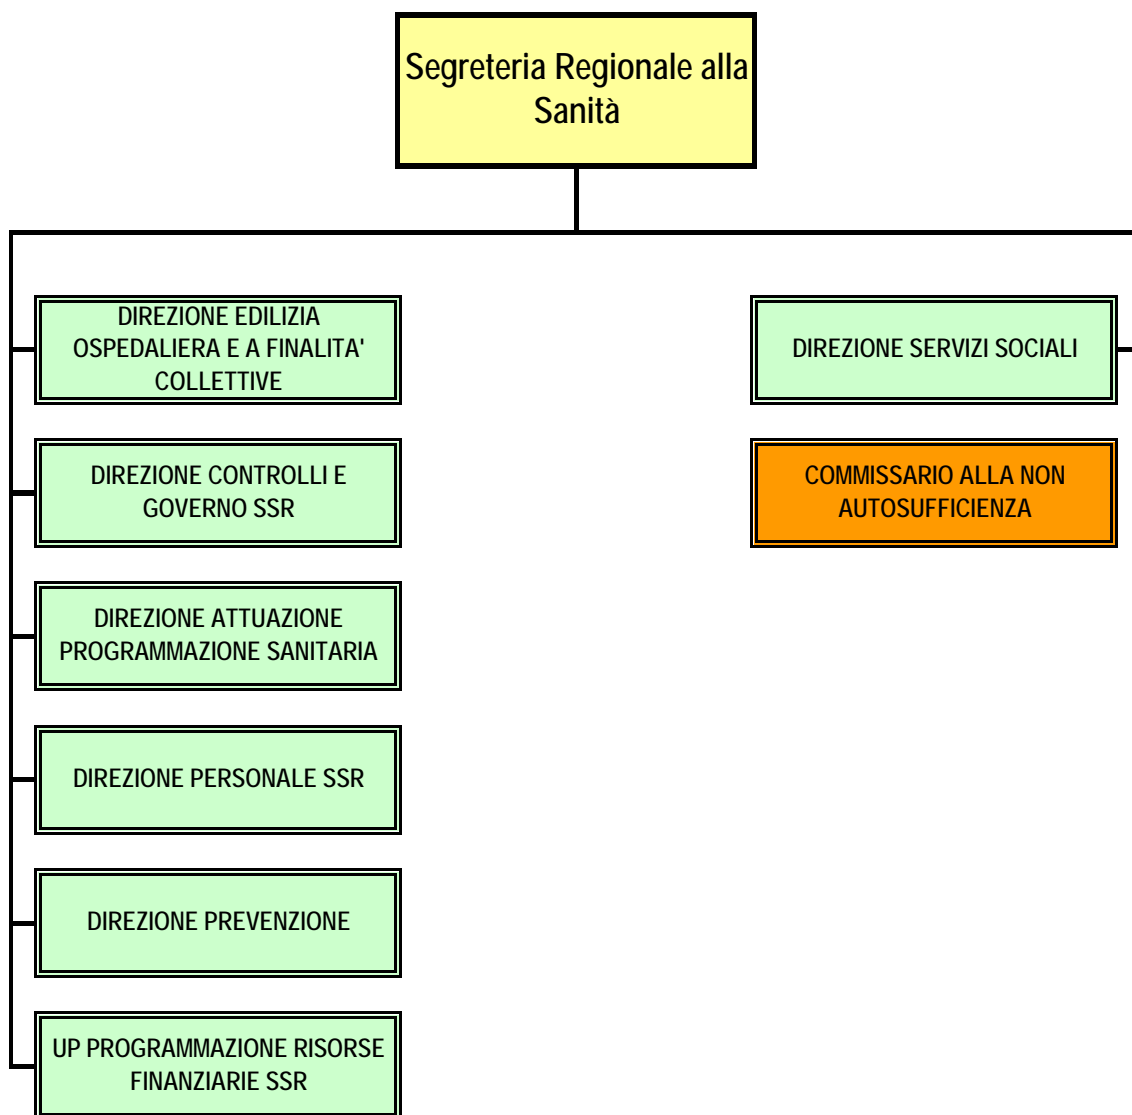 Segreteria Regionale alla
Sanità
DIREZIONE EDILIZIA
OSPEDALIERA E A FINALITA'
COLLETTIVE
DIREZIONE CONTROLLI E
GOVERNO SSR
DIREZIONE ATTUAZIONE
PROGRAMMAZIONE SANITARIA
DIREZIONE PERSONALE SSR
DIREZIONE PREVENZIONE
UP PROGRAMMAZIONE RISORSE
FINANZIARIE SSR
DIREZIONE SERVIZI SOCIALI
COMMISSARIO ALLA NON
AUTOSUFFICIENZA